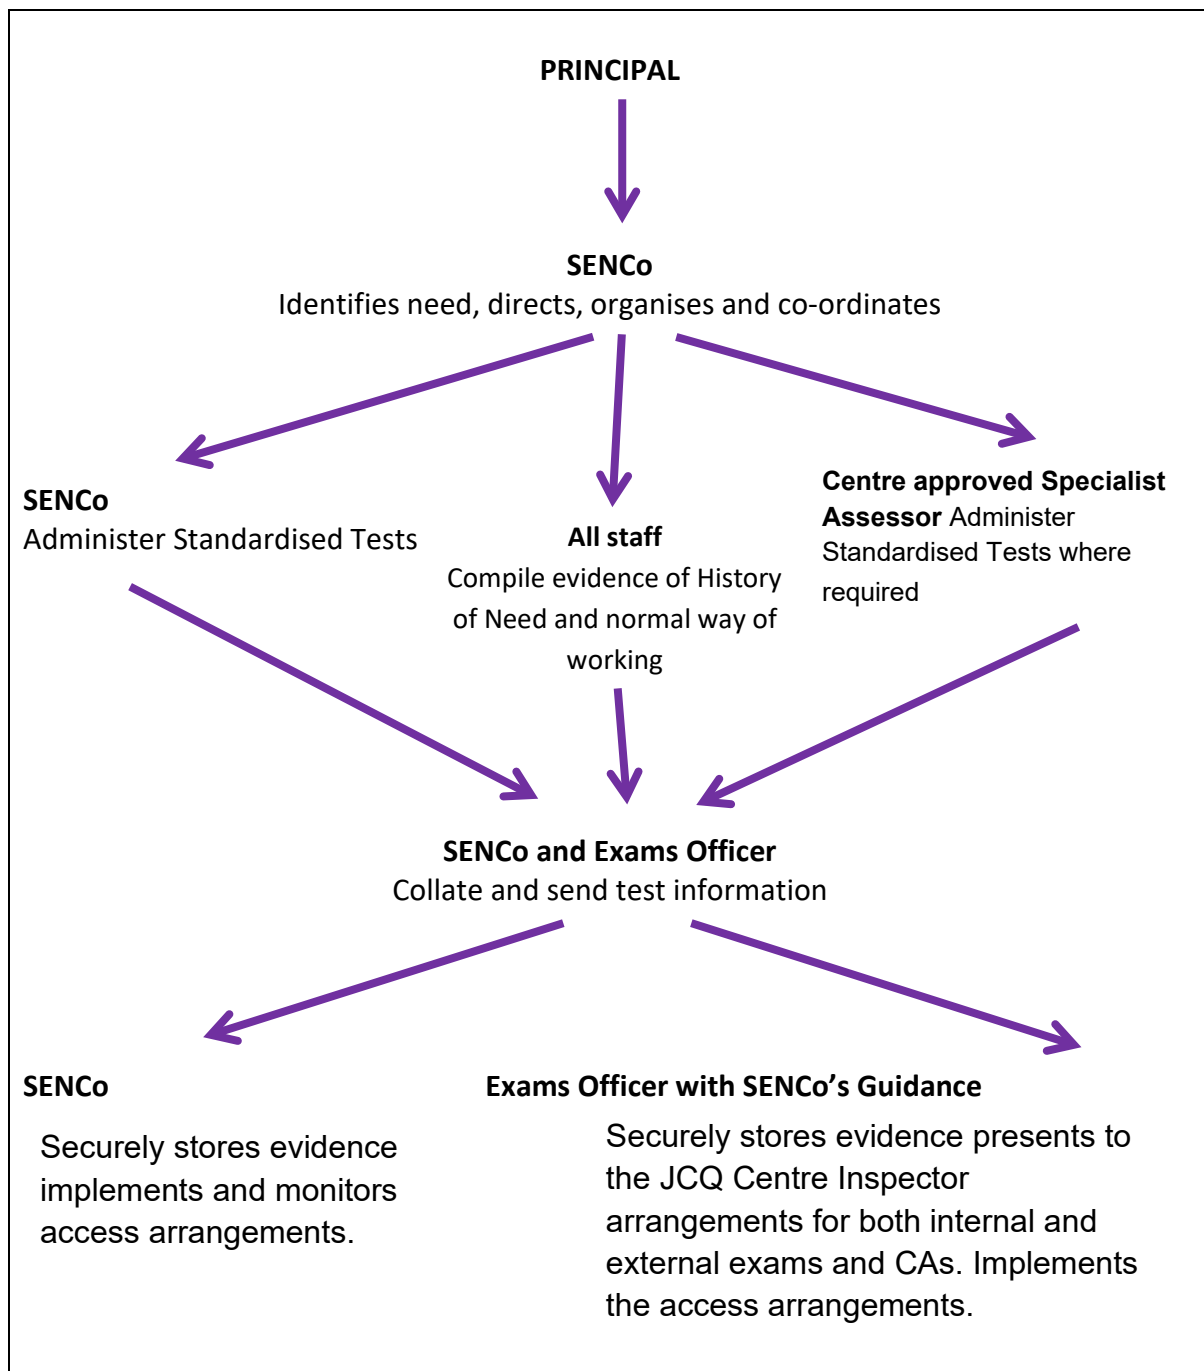 PRINCIPAL
SENCo
Identifies need, directs, organises and co-ordinates
SENCo
Administer Standardised Tests
All staff
Compile evidence of History
of Need and normal way of
working
Centre approved Specialist
Assessor Administer
Standardised Tests where
required
SENCo and Exams Officer
Collate and send test information
SENCo
Securely stores evidence
implements and monitors
access arrangements.
Exams Officer with SENCo’s Guidance
Securely stores evidence presents to
the JCQ Centre Inspector
arrangements for both internal and
external exams and CAs. Implements
the access arrangements.